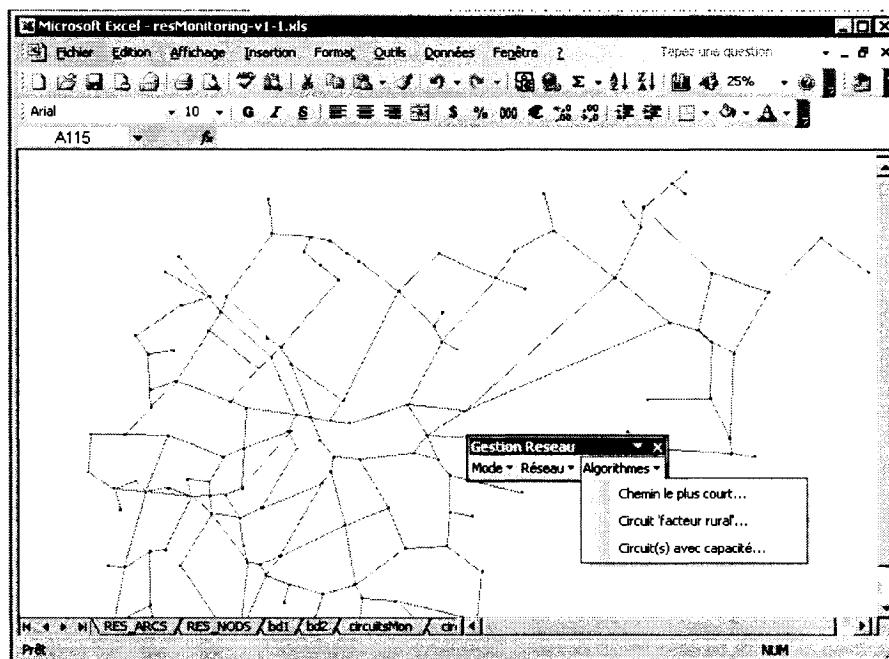 Microsoft Excel - resMonitoring-v1-1.xls
Fichier Edition Affichage Insertion Format Outils Données Fenêtre ? Tapez une question
Σ 25%
Arial 10 G I S $ % 000 €
A115 fx
Gestion Reseau
Mode Réseau Algorithmes
Chemin le plus court...
Circuit 'facteur rural'...
Circuit(s) avec capacité...
RES_ARCS RES_NODS bd1 bd2 circuitsMon cir
Prêt NUM